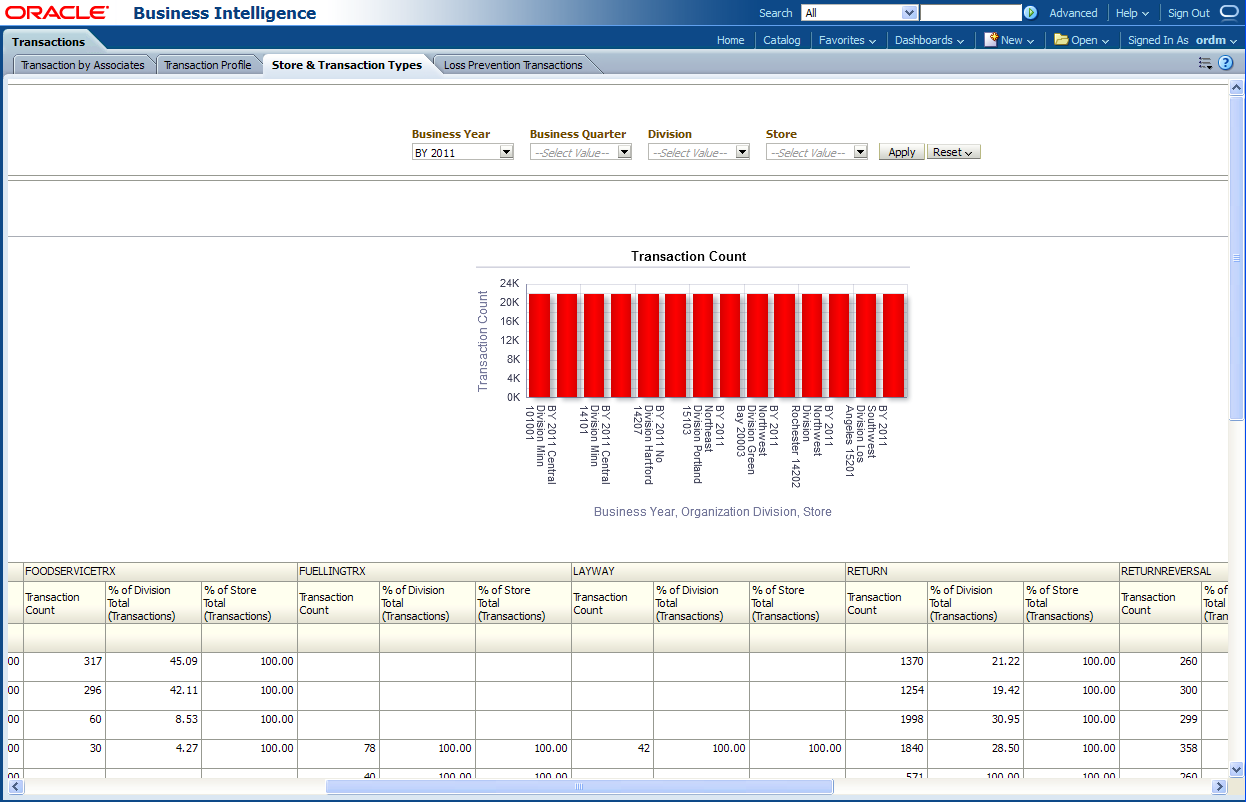 ORACLE Business Intelligence
Search All Advanced Help Sign Out
Transactions
Home Catalog Favorites Dashboards New Open Signed In As ordm
Transaction by Associates Transaction Profile Store & Transaction Types Loss Prevention Transactions
Business Year Business Quarter Division Store
BY 2011 --Select Value-- --Select Value-- --Select Value-- Apply Reset
Transaction Count
Transaction Count
24K
20K
16K
12K
8K
4K
0K
BY 2011 Central
Division Minn
101001
BY 2011 Central
Division Minn
14101
BY 2011 No
Division Hartford
14207
BY 2011
Northeast
Division Portland
15103
BY 2011
Northwest
Division Green
Bay 20003
BY 2011
Northwest
Division
Rochester 14202
BY 2011
Southwest
Division Los
Angeles 15201
Business Year, Organization Division, Store
FOODSERVICETRX FUELLINGTRX LAYWAY RETURN RETURNREVERSAL
Transaction Count % of Division Total (Transactions) % of Store Total (Transactions) Transaction Count % of Division Total (Transactions) % of Store Total (Transactions) Transaction Count % of Division Total (Transactions) % of Store Total (Transactions) Transaction Count % of Division Total (Transactions) % of Store Total (Transactions) Transaction Count % of Tota (Tran
00 317 45.09 100.00 1370 21.22 100.00 260
00 296 42.11 100.00 1254 19.42 100.00 300
00 60 8.53 100.00 1998 30.95 100.00 299
00 30 4.27 100.00 78 100.00 100.00 42 100.00 100.00 1840 28.50 100.00 358
00 40 100.00 100.00 571 100.00 100.00 260